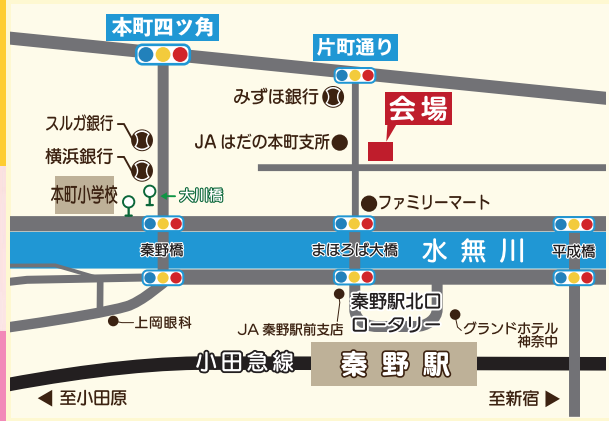 本町四ツ角
片町通り
みずほ銀行
会場
スルガ銀行
JA はだの本町支所
横浜銀行
本町小学校
大川橋
ファミリーマート
秦野橋
まほろば大橋
水無川
平成橋
秦野駅北口
ロータリー
上岡眼科
JA 秦野駅前支店
グランドホテル
神奈中
小田急線
秦野駅
至小田原
至新宿